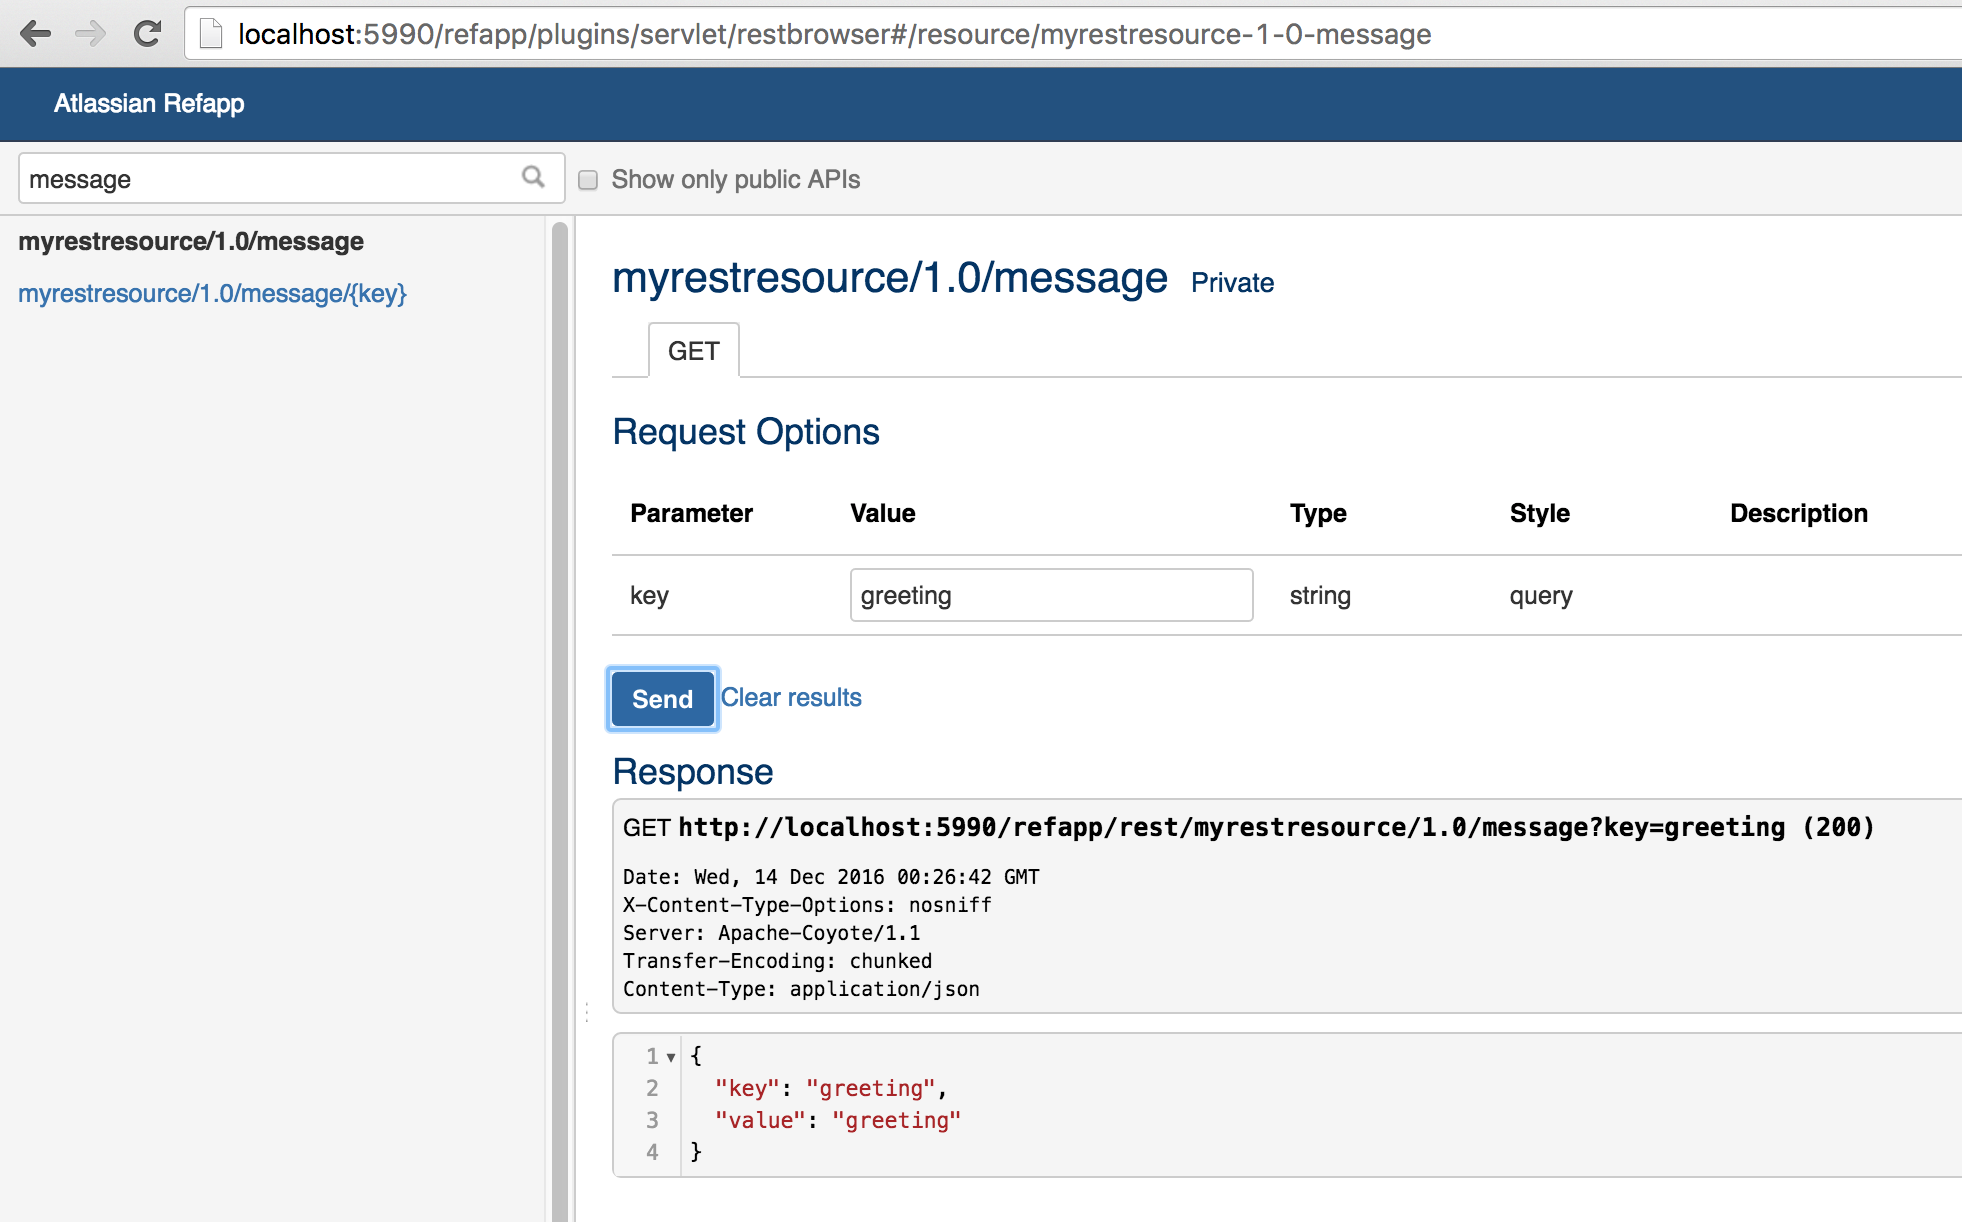 localhost:5990/refapp/plugins/servlet/restbrowser#/resource/myrestresource-1-0-message
Atlassian Refapp
message
Show only public APIs
myrestresource/1.0/message
myrestresource/1.0/message/{key}
myrestresource/1.0/message Private
GET
Request Options
Parameter Value Type Style Description
key greeting string query
Send Clear results
Response
GET http://localhost:5990/refapp/rest/myrestresource/1.0/message?key=greeting (200)
Date: Wed, 14 Dec 2016 00:26:42 GMT
X-Content-Type-Options: nosniff
Server: Apache-Coyote/1.1
Transfer-Encoding: chunked
Content-Type: application/json
1 {
2 "key": "greeting",
3 "value": "greeting"
4 }